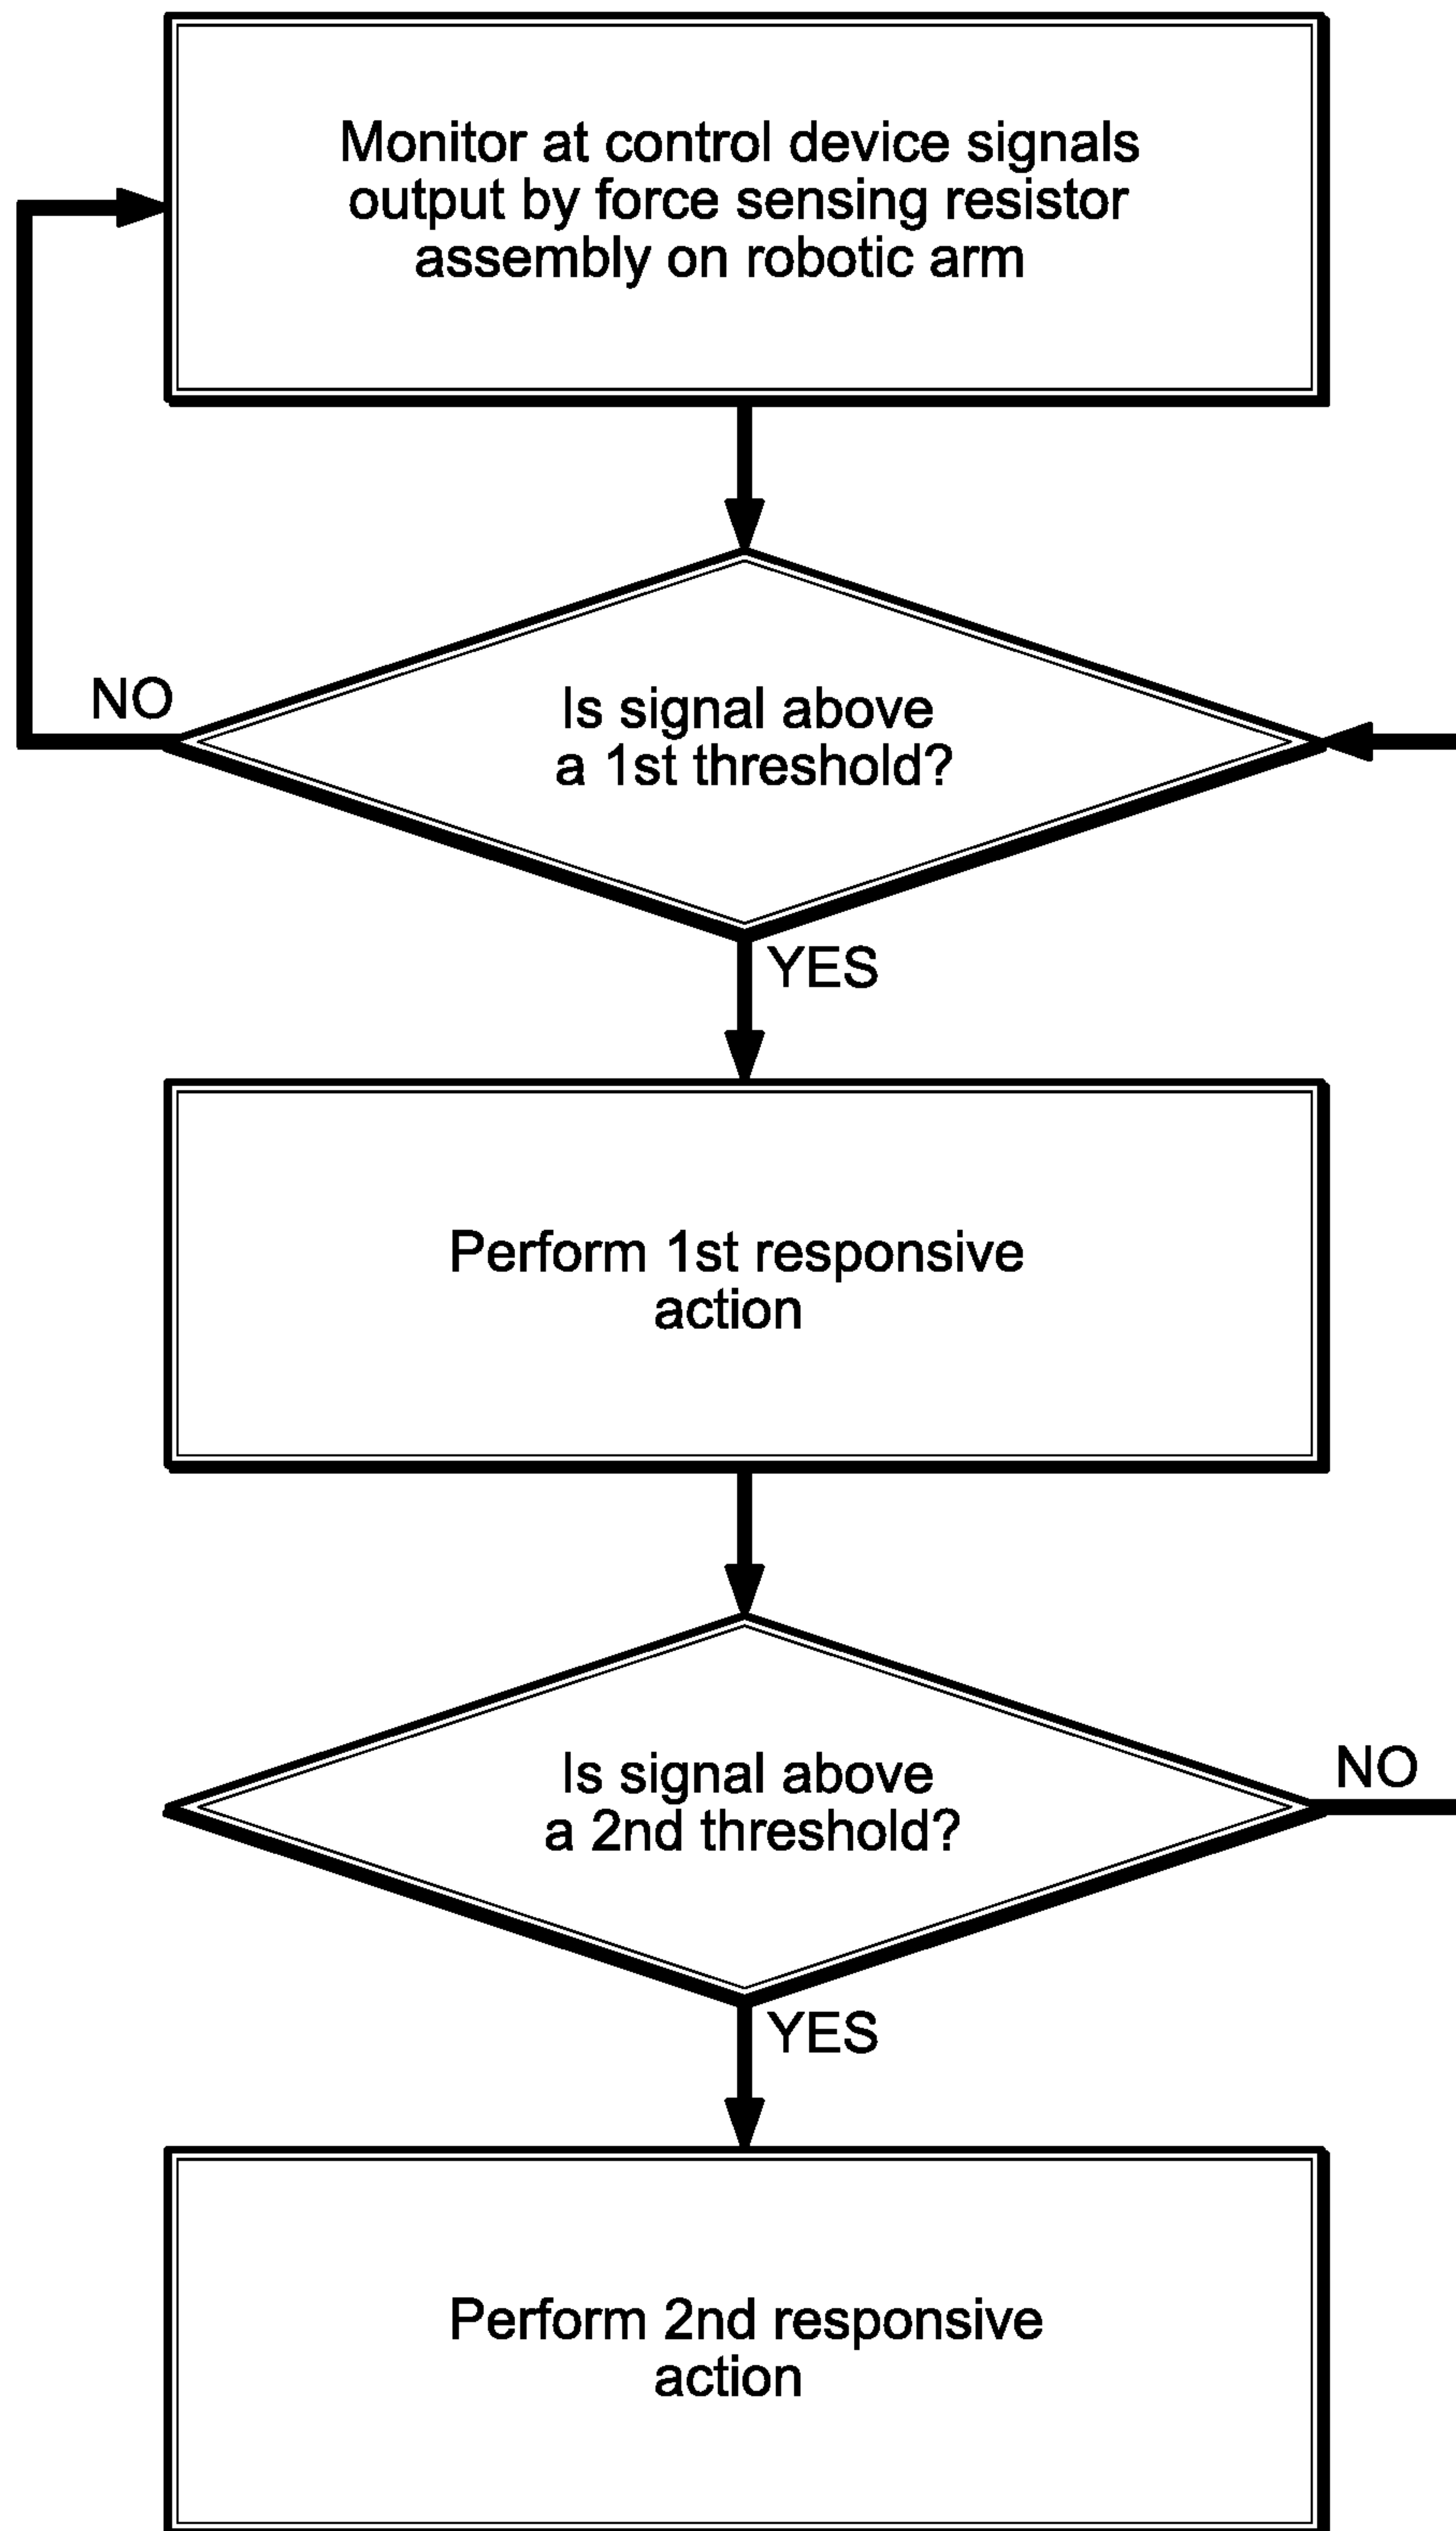 Monitor at control device signals
output by force sensing resistor
assembly on robotic arm
NO
Is signal above
a 1st threshold?
YES
Perform 1st responsive
action
Is signal above
a 2nd threshold?
NO
YES
Perform 2nd responsive
action